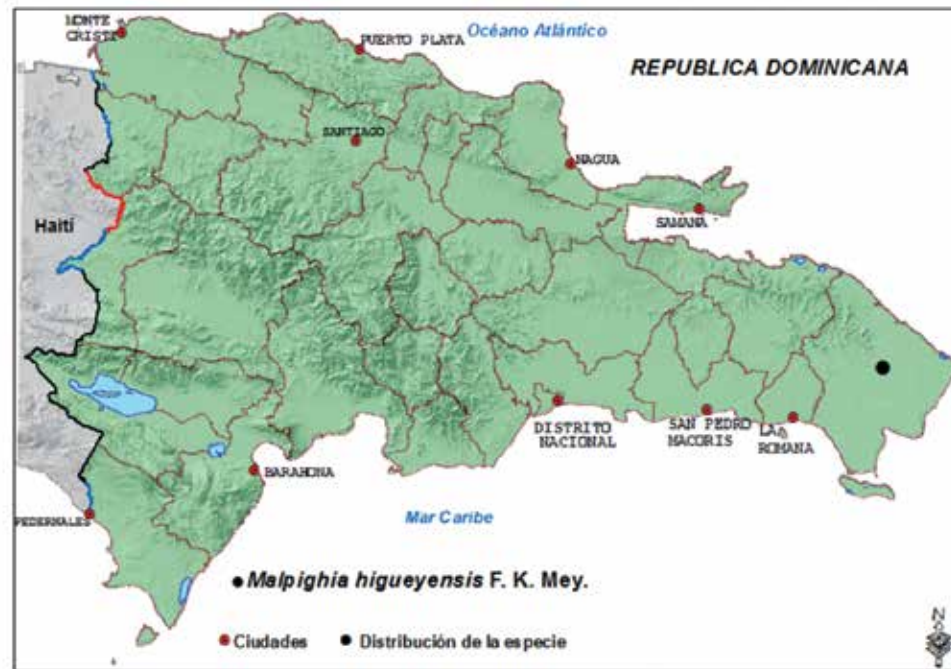 MONTE
CRISTI
PUERTO PLATA
Océano Atlántico
REPUBLICA DOMINICANA
SANTIAGO
NAGUA
SAMANA
Haití
DISTRITO
NACIONAL
SAN PEDRO
MACORIS
LA
ROMANA
BARAHONA
PEDERNALES
Mar Caribe
Malpighia higueyensis F. K. Mey.
Ciudades
Distribución de la especie
N